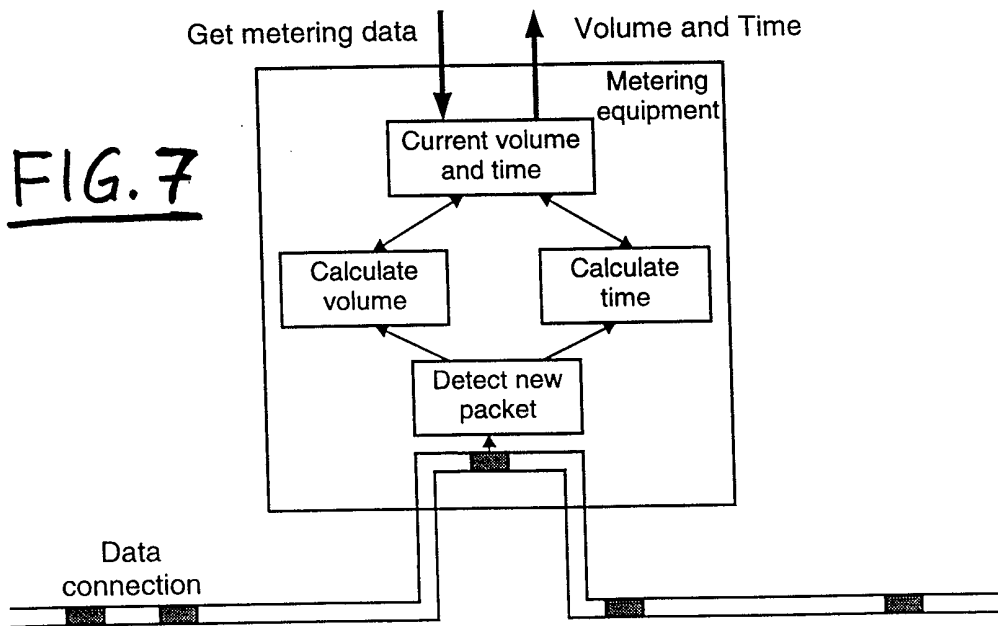 Get metering data
Volume and Time
Metering
equipment
Current volume
and time
FIG. 7
Calculate
volume
Calculate
time
Detect new
packet
Data
connection